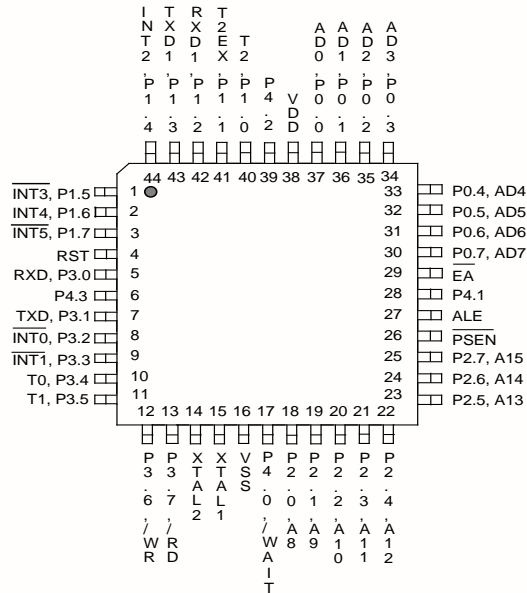 INT2,P1.4
TXD1,P1.3
RXD1,P1.2
T2EX,P1.1
T2,P1.0
P4.2
VDD
AD0,P0.0
AD1,P0.1
AD2,P0.2
AD3,P0.3
44 43 42 41 40 39 38 37 36 35 34
INT3, P1.5 1
INT4, P1.6 2
INT5, P1.7 3
RST 4
RXD, P3.0 5
P4.3 6
TXD, P3.1 7
INT0, P3.2 8
INT1, P3.3 9
T0, P3.4 10
T1, P3.5 11
33 P0.4, AD4
32 P0.5, AD5
31 P0.6, AD6
30 P0.7, AD7
29 EA
28 P4.1
27 ALE
26 PSEN
25 P2.7, A15
24 P2.6, A14
23 P2.5, A13
12 13 14 15 16 17 18 19 20 21 22
P3.6,/WR
P3.7,/RD
XTAL2
XTAL1
VSS
P4.0,/WAIT
P2.0,A8
P2.1,A9
P2.2,A10
P2.3,A11
P2.4,A12